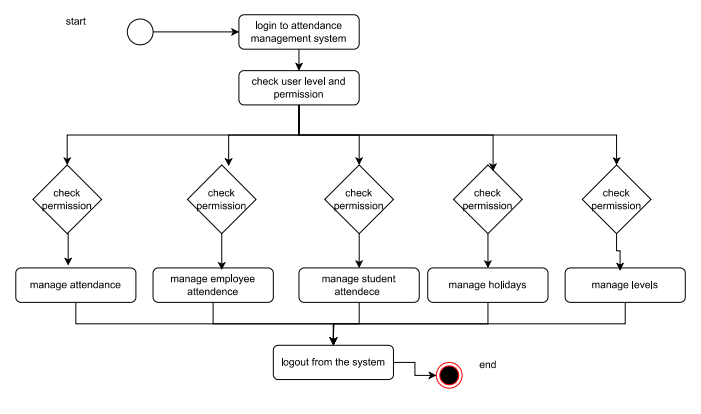 start
login to attendance
management system
check user level and
permission
check
permission
check
permission
check
permission
check
permission
check
permission
manage attendance
manage employee
attendence
manage student
attendece
manage holidays
manage levels
logout from the system
end